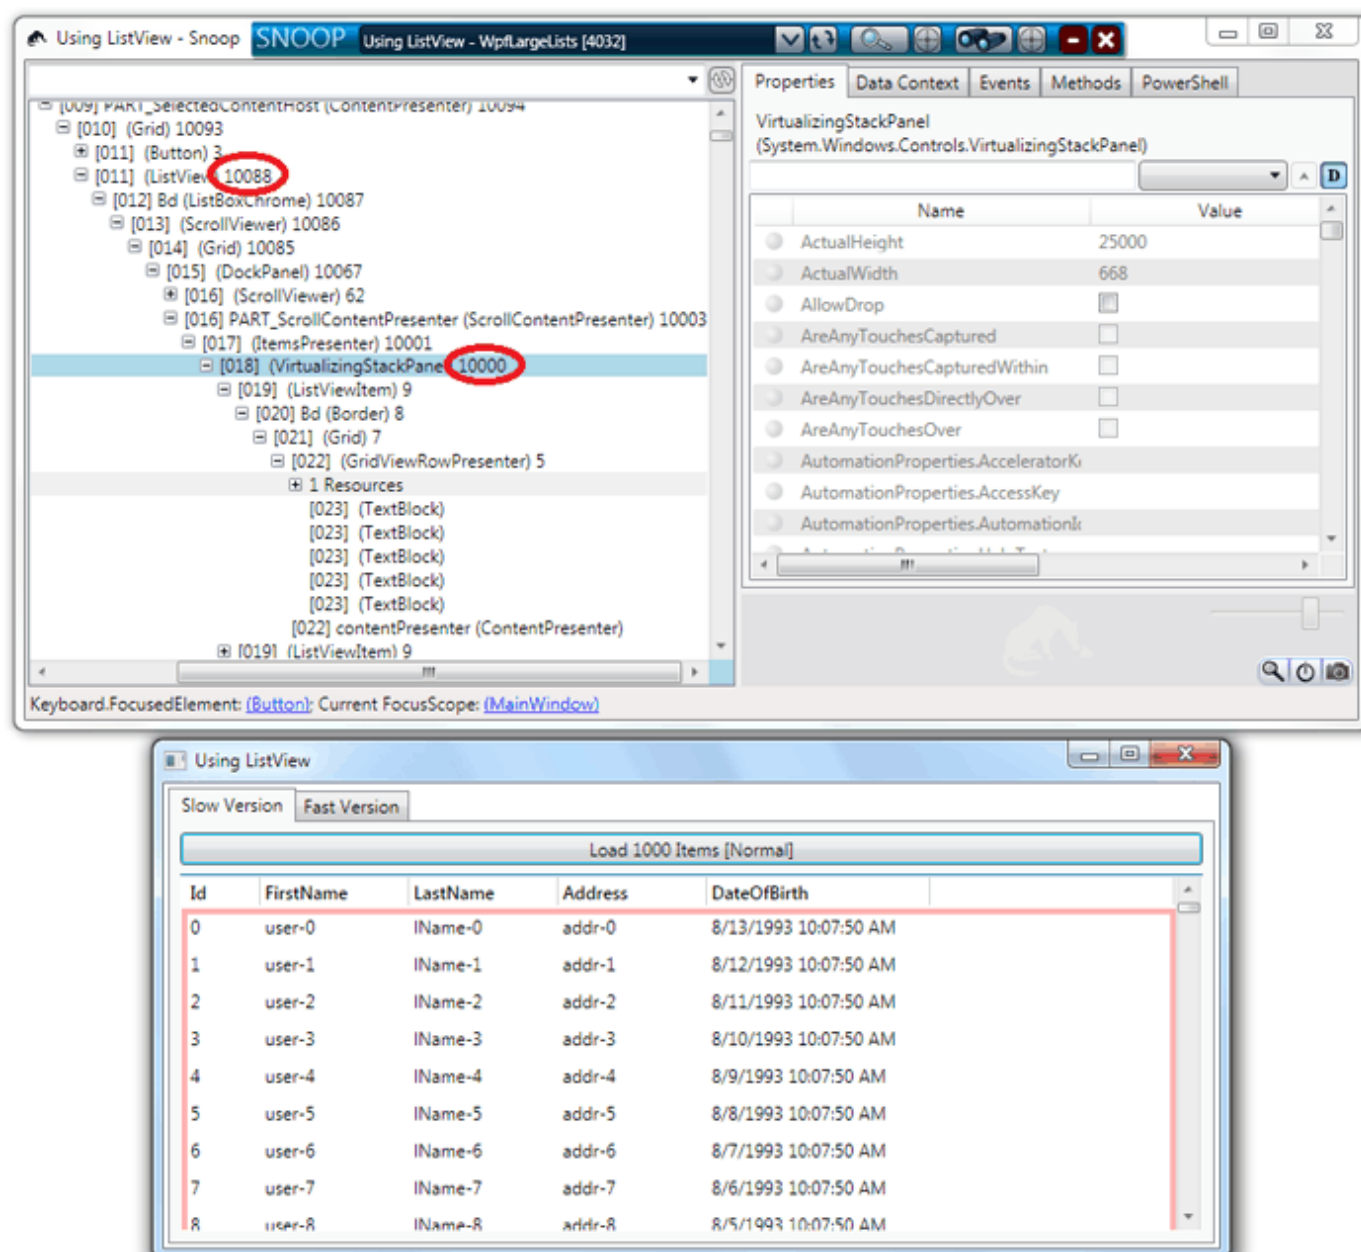 Using ListView - Snoop SNOOP Using ListView - WpfLargeLists [4032]
[009] PART_SelectedContentHost (ContentPresenter) 10094
[010] (Grid) 10093
[011] (Button) 3
[011] (ListView) 10088
[012] Bd (ListBoxChrome) 10087
[013] (ScrollViewer) 10086
[014] (Grid) 10085
[015] (DockPanel) 10067
[016] (ScrollViewer) 62
[016] PART_ScrollContentPresenter (ScrollContentPresenter) 10003
[017] (ItemsPresenter) 10001
[018] (VirtualizingStackPanel) 10000
[019] (ListViewItem) 9
[020] Bd (Border) 8
[021] (Grid) 7
[022] (GridViewRowPresenter) 5
1 Resources
[023] (TextBlock)
[023] (TextBlock)
[023] (TextBlock)
[023] (TextBlock)
[023] (TextBlock)
[022] contentPresenter (ContentPresenter)
[019] (ListViewItem) 9
Keyboard.FocusedElement: (Button); Current FocusScope: (MainWindow)
Properties Data Context Events Methods PowerShell
VirtualizingStackPanel
(System.Windows.Controls.VirtualizingStackPanel)
D
Name Value
ActualHeight 25000
ActualWidth 668
AllowDrop
AreAnyTouchesCaptured
AreAnyTouchesCapturedWithin
AreAnyTouchesDirectlyOver
AreAnyTouchesOver
AutomationProperties.AcceleratorK
AutomationProperties.AccessKey
AutomationProperties.Automation
Using ListView
Slow Version Fast Version
Load 1000 Items [Normal]
Id FirstName LastName Address DateOfBirth
0 user-0 lName-0 addr-0 8/13/1993 10:07:50 AM
1 user-1 lName-1 addr-1 8/12/1993 10:07:50 AM
2 user-2 lName-2 addr-2 8/11/1993 10:07:50 AM
3 user-3 lName-3 addr-3 8/10/1993 10:07:50 AM
4 user-4 lName-4 addr-4 8/9/1993 10:07:50 AM
5 user-5 lName-5 addr-5 8/8/1993 10:07:50 AM
6 user-6 lName-6 addr-6 8/7/1993 10:07:50 AM
7 user-7 lName-7 addr-7 8/6/1993 10:07:50 AM
8 user-8 lName-8 addr-8 8/5/1993 10:07:50 AM